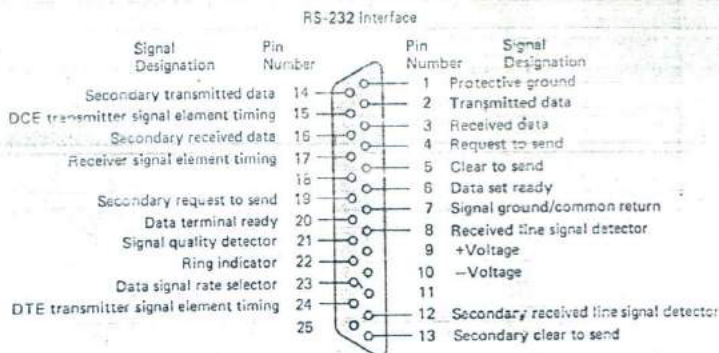 RS-232 Interface
Signal Designation Pin Number
Pin Number Signal Designation
Secondary transmitted data 14
DCE transmitter signal element timing 15
Secondary received data 16
Receiver signal element timing 17
18
Secondary request to send 19
Data terminal ready 20
Signal quality detector 21
Ring indicator 22
Data signal rate selector 23
DTE transmitter signal element timing 24
25
1 Protective ground
2 Transmitted data
3 Received data
4 Request to send
5 Clear to send
6 Data set ready
7 Signal ground/common return
8 Received line signal detector
9 +Voltage
10 −Voltage
11
12 Secondary received line signal detector
13 Secondary clear to send